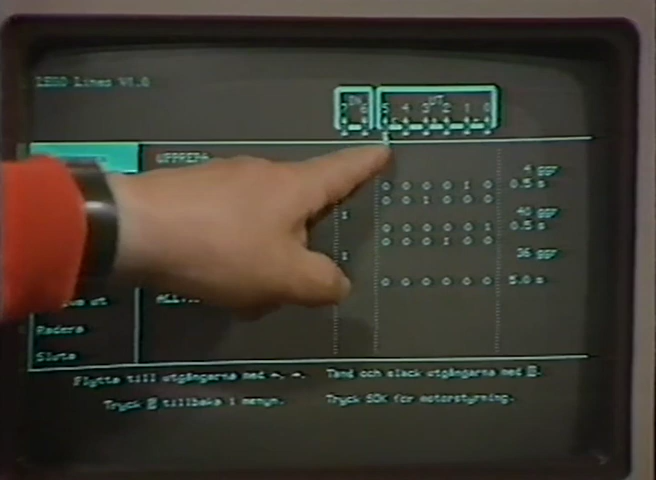 LEGO Lines V1.0
IN UT
7 6 5 4 3 2 1 0
UPPREPA
4 ggr
0 0 0 0 1 0 0.5 s
0 0 1 0 0 0
1 40 ggr
0 0 0 0 0 1 0.5 s
0 0 0 1 0 0
1 36 ggr
0 0 0 0 0 0 5.0 s
ut
Radera
Sluta
Flytta till utgångarna med ←, →. Tänd och släck utgångarna med
Tryck tillbaka i menyn. Tryck SÖK för motorstyrning.